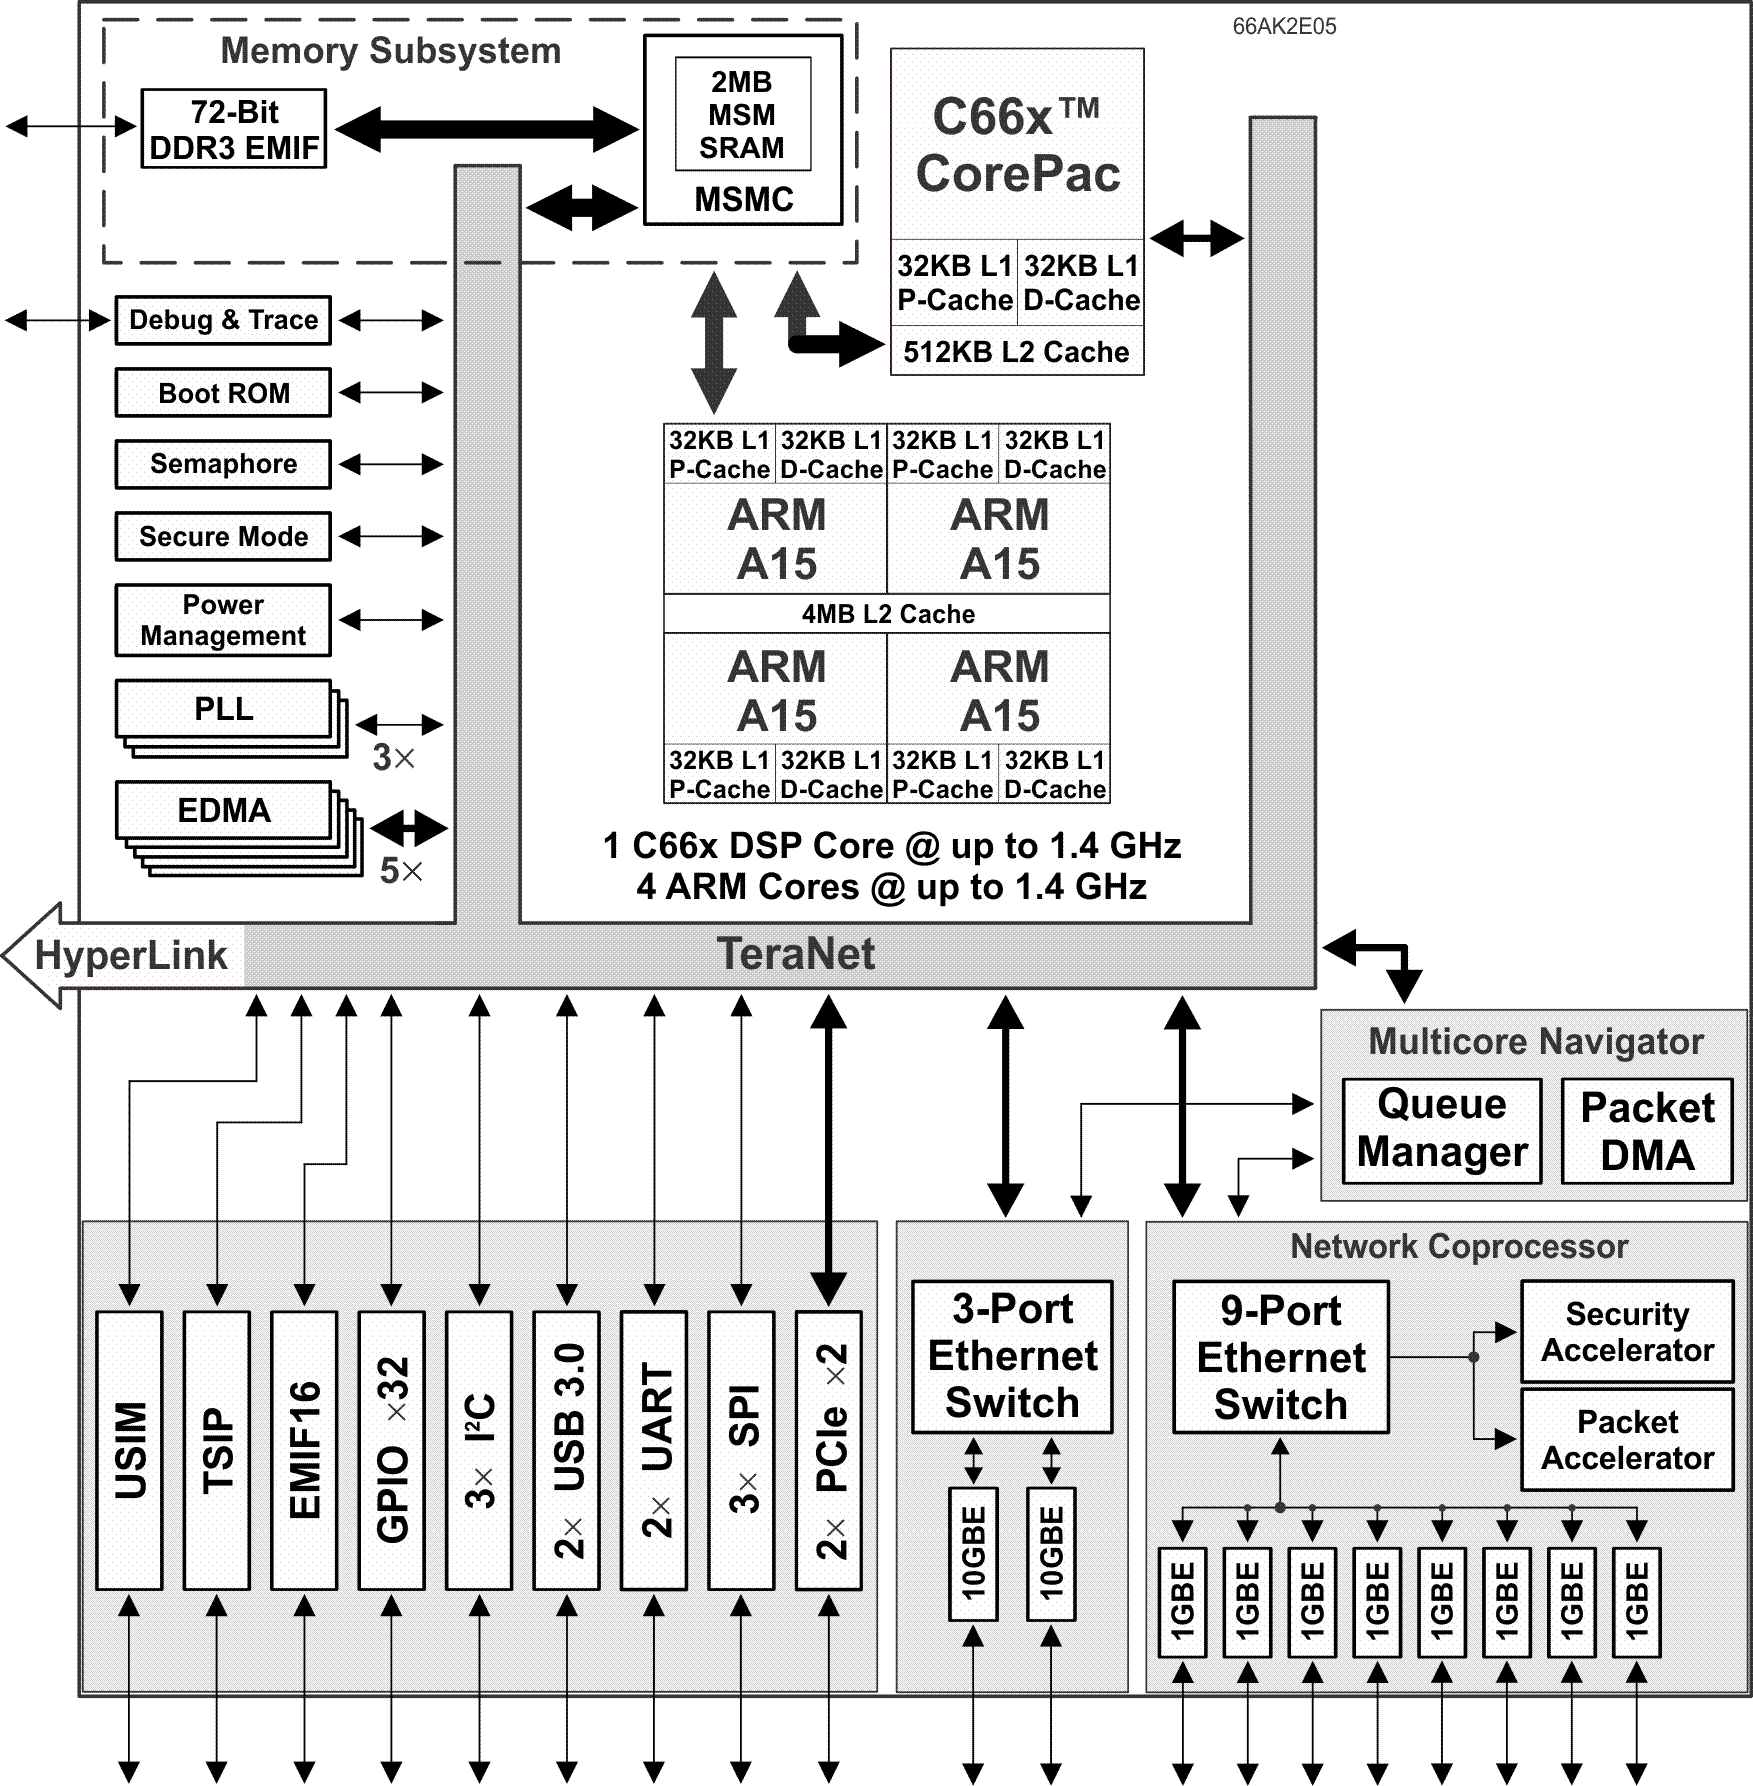 66AK2E05
Memory Subsystem
72-Bit
DDR3 EMIF
2MB
MSM
SRAM
MSMC
C66x™
CorePac
32KB L1
P-Cache
32KB L1
D-Cache
512KB L2 Cache
Debug & Trace
Boot ROM
Semaphore
Secure Mode
Power
Management
PLL
3×
EDMA
5×
32KB L1
P-Cache
32KB L1
D-Cache
32KB L1
P-Cache
32KB L1
D-Cache
ARM
A15
ARM
A15
4MB L2 Cache
ARM
A15
ARM
A15
32KB L1
P-Cache
32KB L1
D-Cache
32KB L1
P-Cache
32KB L1
D-Cache
1 C66x DSP Core @ up to 1.4 GHz
4 ARM Cores @ up to 1.4 GHz
HyperLink
TeraNet
Multicore Navigator
Queue
Manager
Packet
DMA
USIM
TSIP
EMIF16
GPIO ×32
3× I²C
2× USB 3.0
2× UART
3× SPI
2× PCIe ×2
3-Port
Ethernet
Switch
10GBE
10GBE
Network Coprocessor
9-Port
Ethernet
Switch
Security
Accelerator
Packet
Accelerator
1GBE
1GBE
1GBE
1GBE
1GBE
1GBE
1GBE
1GBE